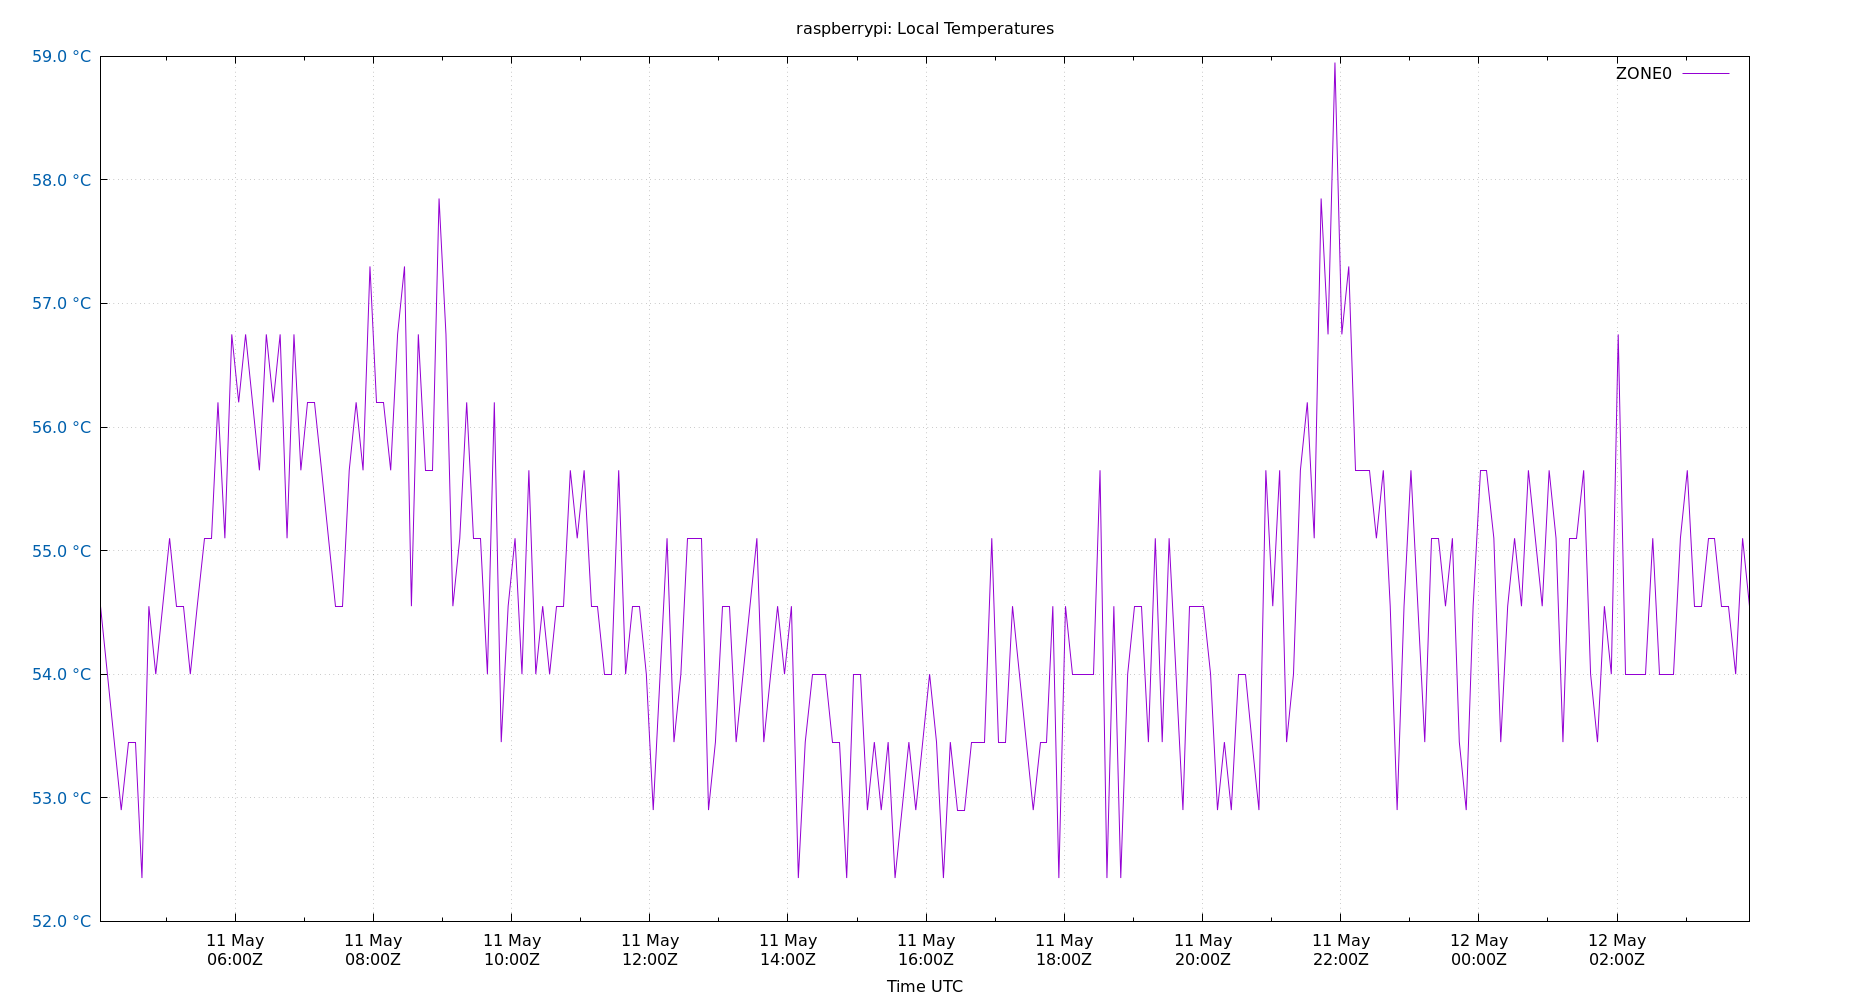 raspberrypi: Local Temperatures
59.0 °C
ZONE0
58.0 °C
57.0 °C
56.0 °C
55.0 °C
54.0 °C
53.0 °C
52.0 °C
11 May 11 May 11 May 11 May 11 May 11 May 11 May 11 May 11 May 12 May 12 May
06:00Z 08:00Z 10:00Z 12:00Z 14:00Z 16:00Z 18:00Z 20:00Z 22:00Z 00:00Z 02:00Z
Time UTC